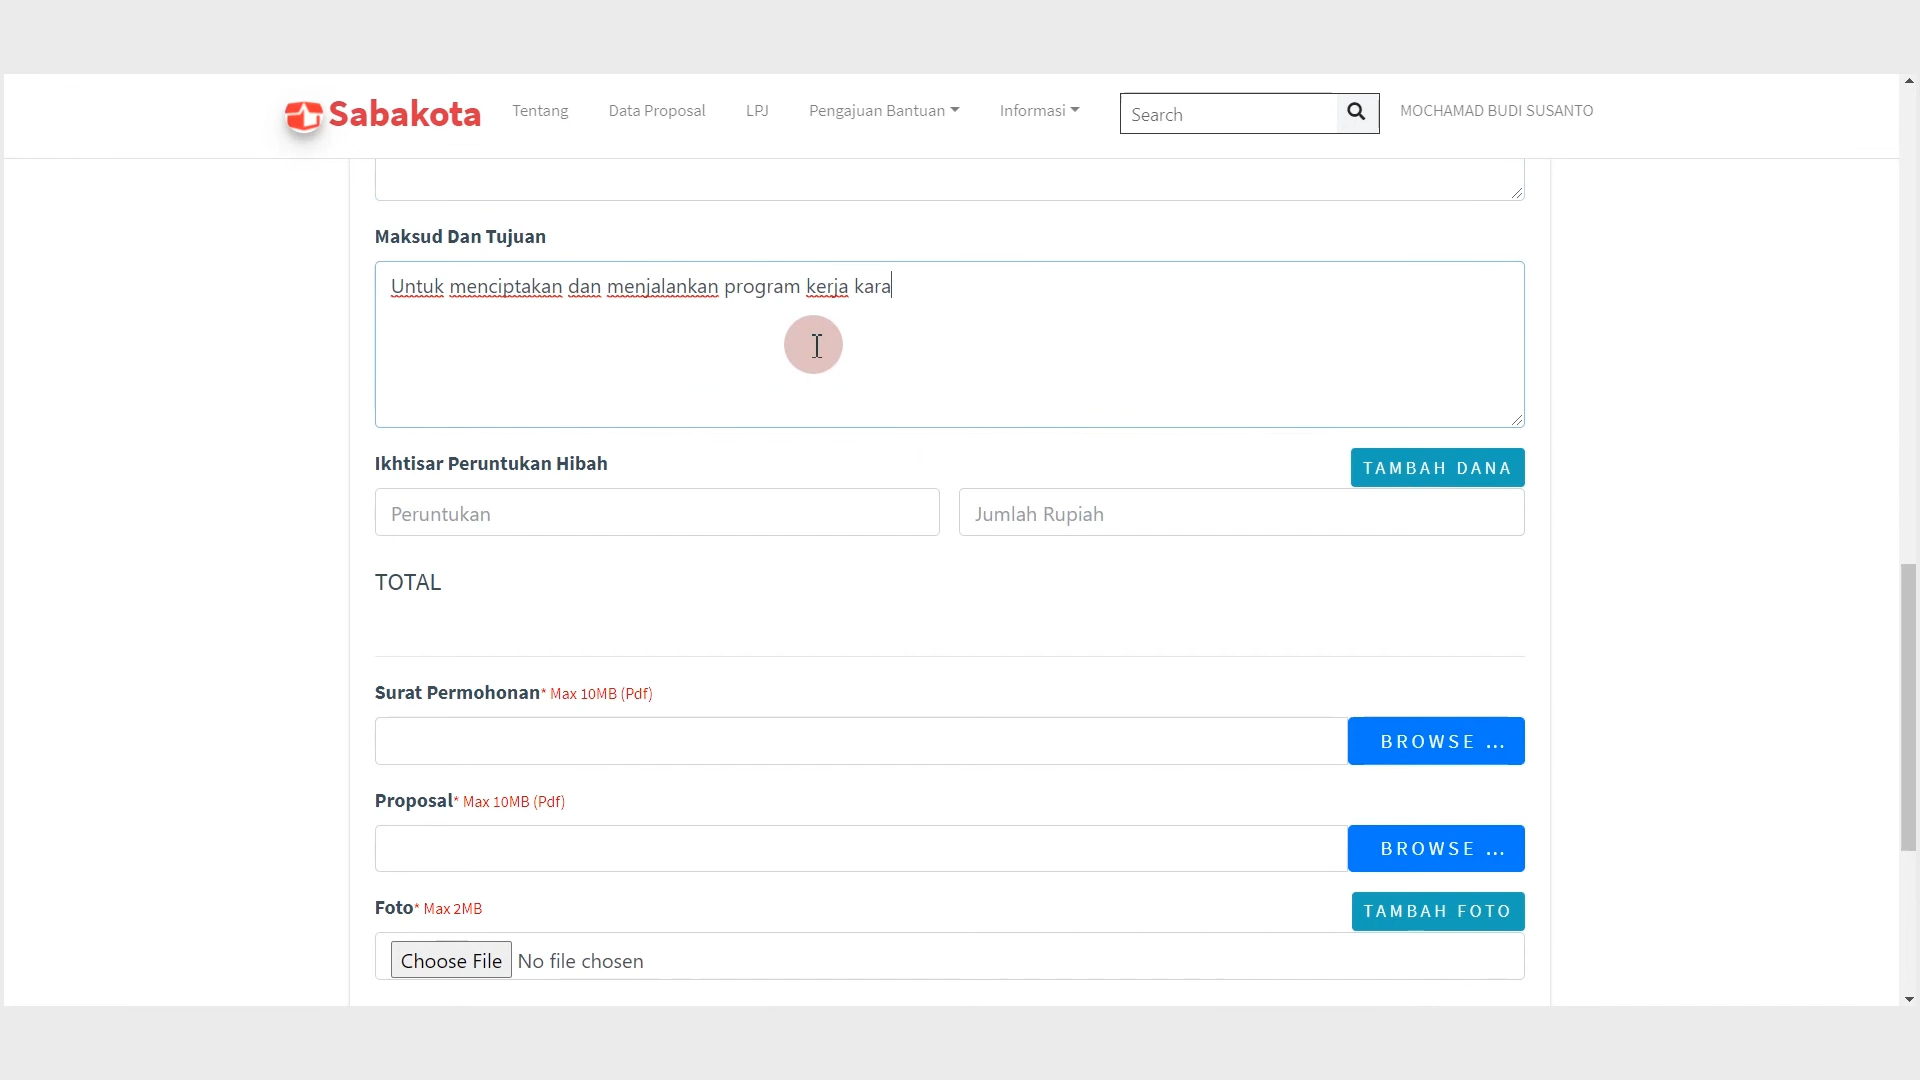 Sabakota
Tentang
Data Proposal
LPJ
Pengajuan Bantuan
Informasi
Search
MOCHAMAD BUDI SUSANTO
Maksud Dan Tujuan
Untuk menciptakan dan menjalankan program kerja kara
Ikhtisar Peruntukan Hibah
TAMBAH DANA
Peruntukan
Jumlah Rupiah
TOTAL
Surat Permohonan* Max 10MB (Pdf)
BROWSE ...
Proposal* Max 10MB (Pdf)
BROWSE ...
Foto* Max 2MB
TAMBAH FOTO
Choose File No file chosen